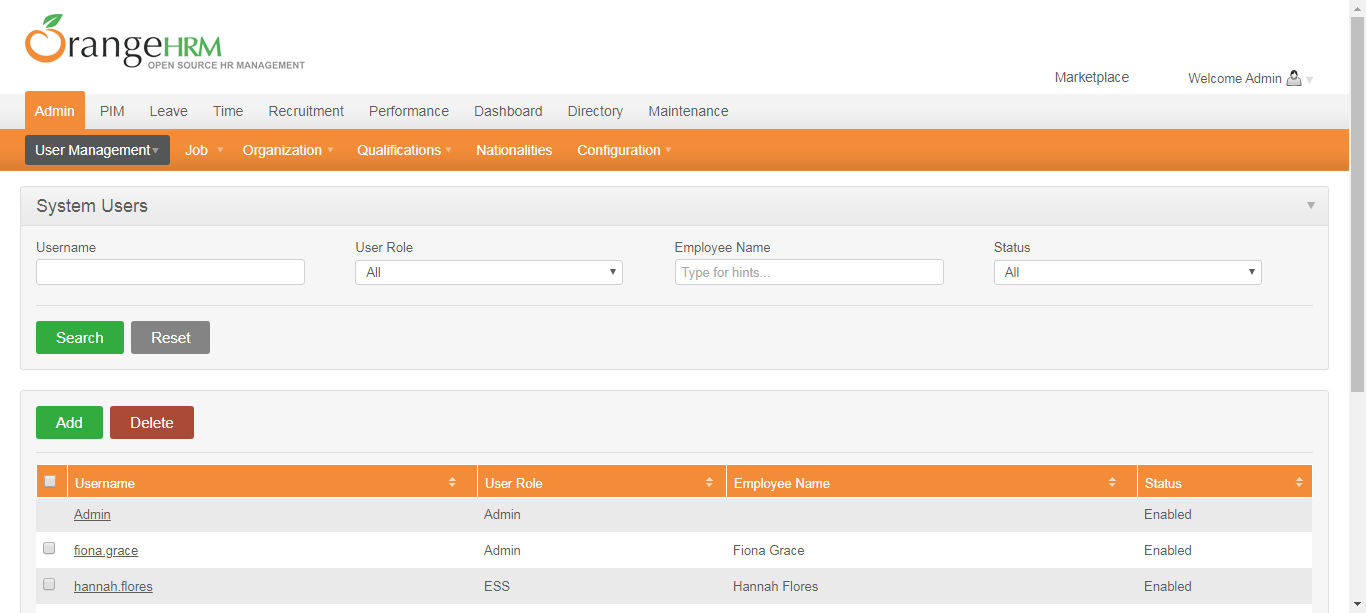 OrangeHRM
OPEN SOURCE HR MANAGEMENT
Marketplace Welcome Admin
Admin PIM Leave Time Recruitment Performance Dashboard Directory Maintenance
User Management Job Organization Qualifications Nationalities Configuration
System Users
Username User Role Employee Name Status
All Type for hints... All
Search Reset
Add Delete
Username User Role Employee Name Status
Admin Admin Enabled
fiona.grace Admin Fiona Grace Enabled
hannah.flores ESS Hannah Flores Enabled